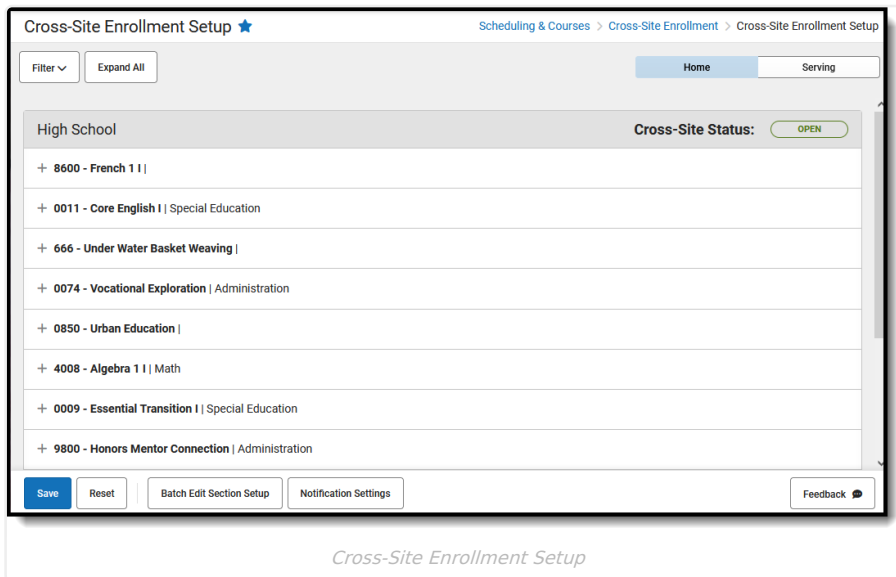 Cross-Site Enrollment Setup
Scheduling & Courses > Cross-Site Enrollment > Cross-Site Enrollment Setup
Filter
Expand All
Home
Serving
High School
Cross-Site Status:
OPEN
+ 8600 - French 1 I |
+ 0011 - Core English I | Special Education
+ 666 - Under Water Basket Weaving |
+ 0074 - Vocational Exploration | Administration
+ 0850 - Urban Education |
+ 4008 - Algebra 1 I | Math
+ 0009 - Essential Transition I | Special Education
+ 9800 - Honors Mentor Connection | Administration
Save
Reset
Batch Edit Section Setup
Notification Settings
Feedback
Cross-Site Enrollment Setup